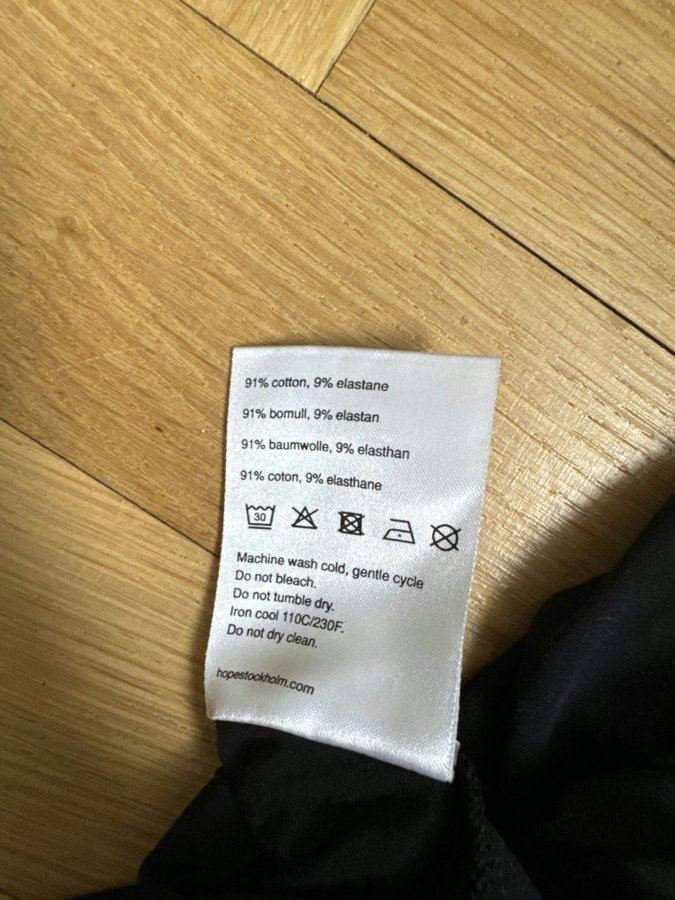 91% cotton, 9% elastane
91% bomull, 9% elastan
91% baumwolle, 9% elasthan
91% coton, 9% elasthane
30
Machine wash cold, gentle cycle
Do not bleach.
Do not tumble dry.
Iron cool 110C/230F.
Do not dry clean.
hopestockholm.com